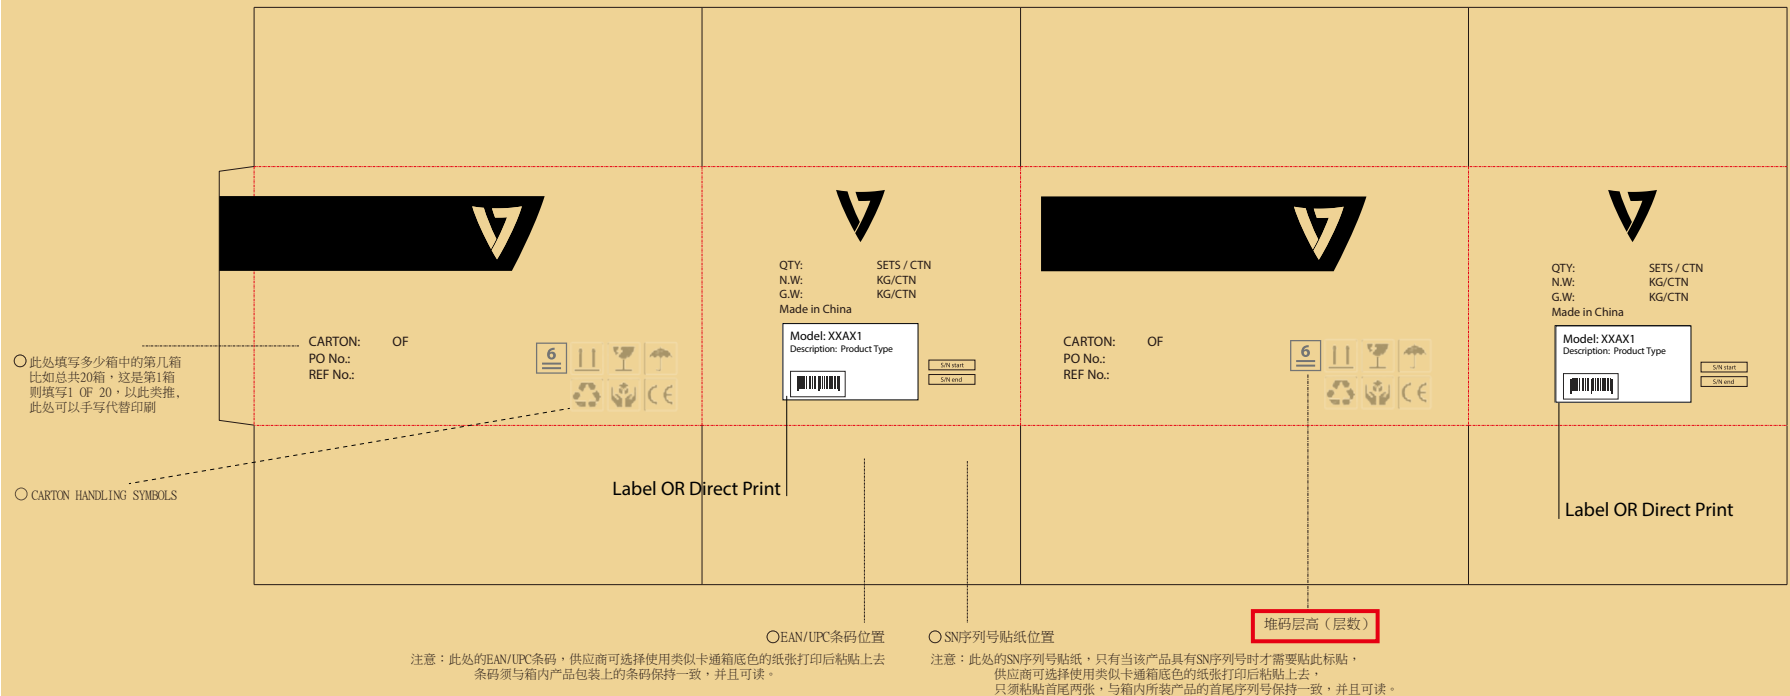 QTY: SETS / CTN
N.W: KG/CTN
G.W: KG/CTN
Made in China
QTY: SETS / CTN
N.W: KG/CTN
G.W: KG/CTN
Made in China
CARTON: OF
PO No.:
REF No.:
6
CE
Model: XXAX1
Description: Product Type
S/N start
S/N end
CARTON: OF
PO No.:
REF No.:
6
CE
Model: XXAX1
Description: Product Type
S/N start
S/N end
○此处填写多少箱中的第几箱
比如总共20箱，这是第1箱
则填写1 OF 20，以此类推,
此处可以手写代替印刷
○ CARTON HANDLING SYMBOLS
Label OR Direct Print
Label OR Direct Print
○EAN/UPC条码位置
注意：此处的EAN/UPC条码，供应商可选择使用类似卡通箱底色的纸张打印后粘贴上去
条码须与箱内产品包装上的条码保持一致，并且可读。
○ SN序列号贴纸位置
注意：此处的SN序列号贴纸，只有当该产品具有SN序列号时才需要贴此标贴，
供应商可选择使用类似卡通箱底色的纸张打印后粘贴上去，
只须粘贴首尾两张，与箱内所装产品的首尾序列号保持一致，并且可读。
堆码层高（层数）